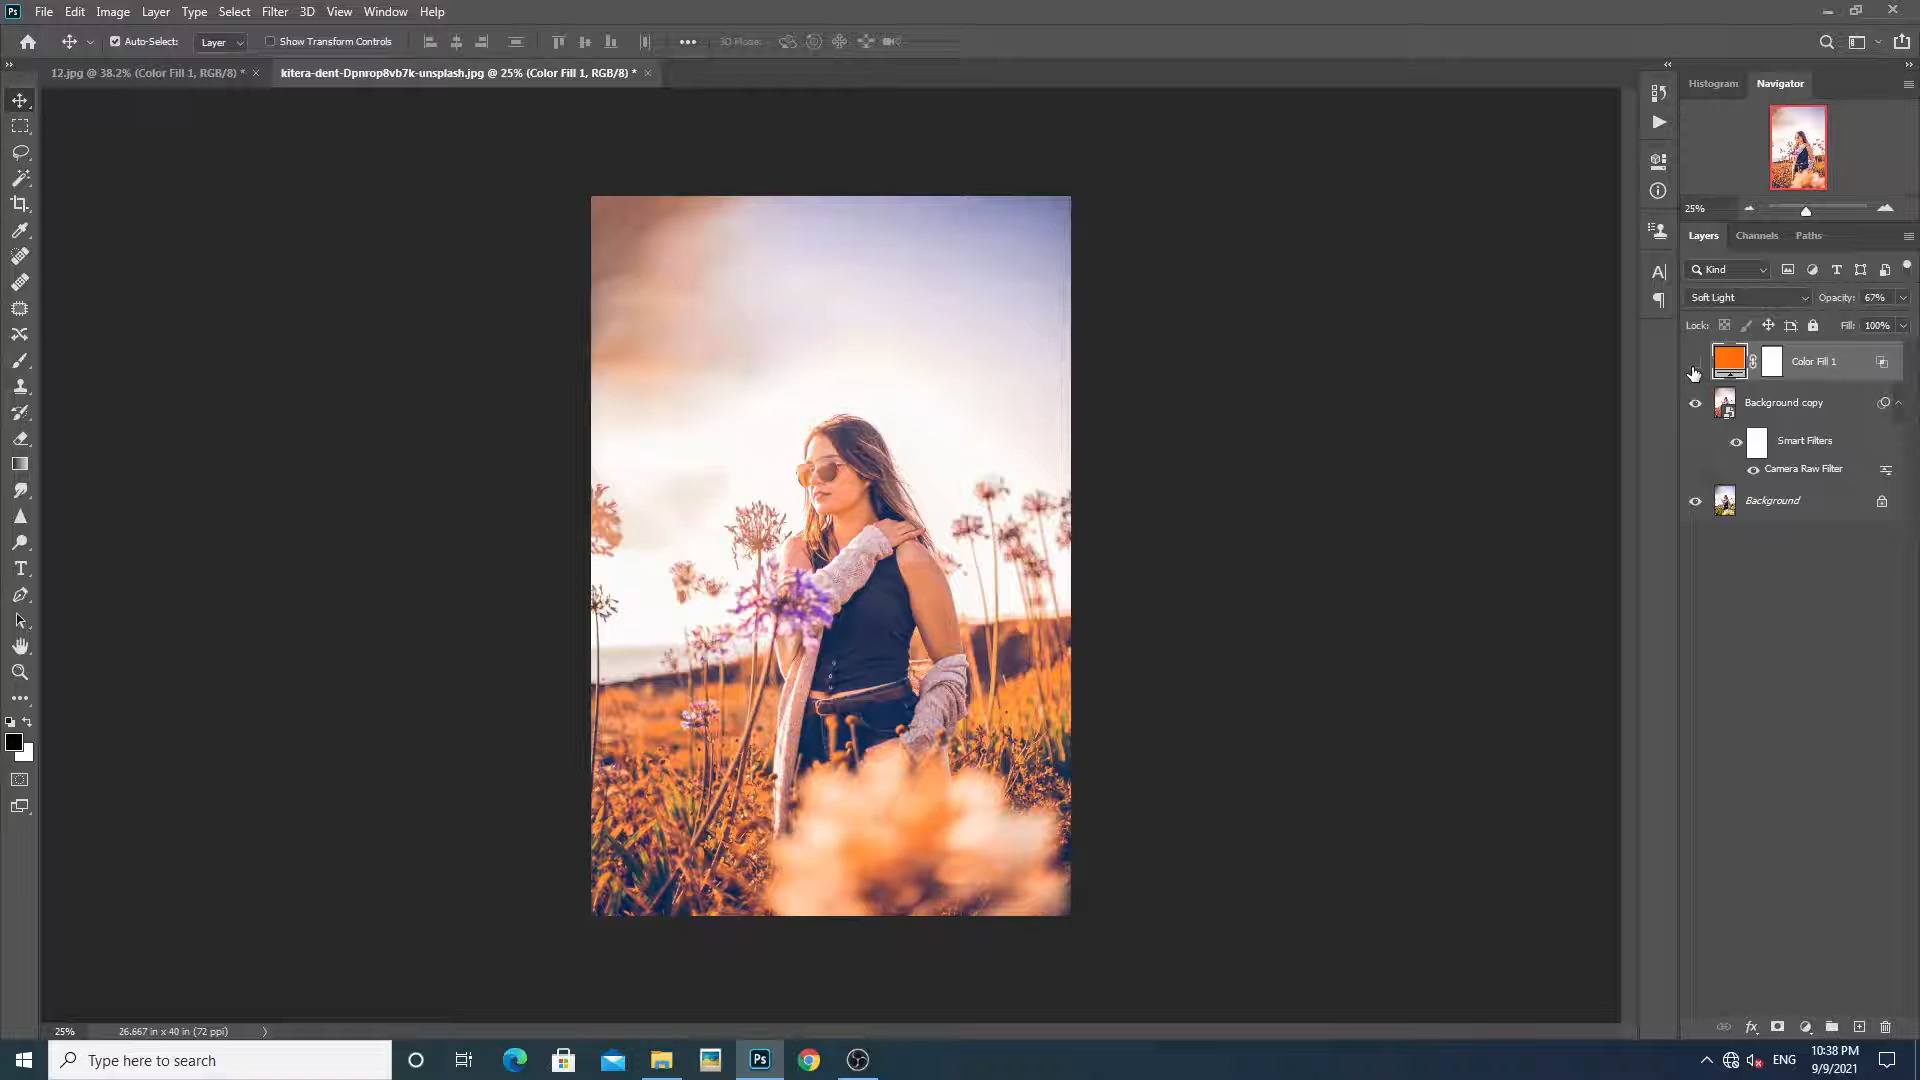 Ps File Edit Image Layer Type Select Filter 3D View Window Help
Auto-Select: Layer Show Transform Controls 3D Mode:
12.jpg @ 38.2% (Color Fill 1, RGB/8) * kitera-dent-Dpnrop8vb7k-unsplash.jpg @ 25% (Color Fill 1, RGB/8) *
Histogram Navigator
25%
Layers Channels Paths
Kind
Soft Light Opacity: 67%
Lock: Fill: 100%
Color Fill 1
Background copy
Smart Filters
Camera Raw Filter
Background
25% 26.667 in x 40 in (72 ppi)
Type here to search
Ps
ENG
10:38 PM
9/9/2021